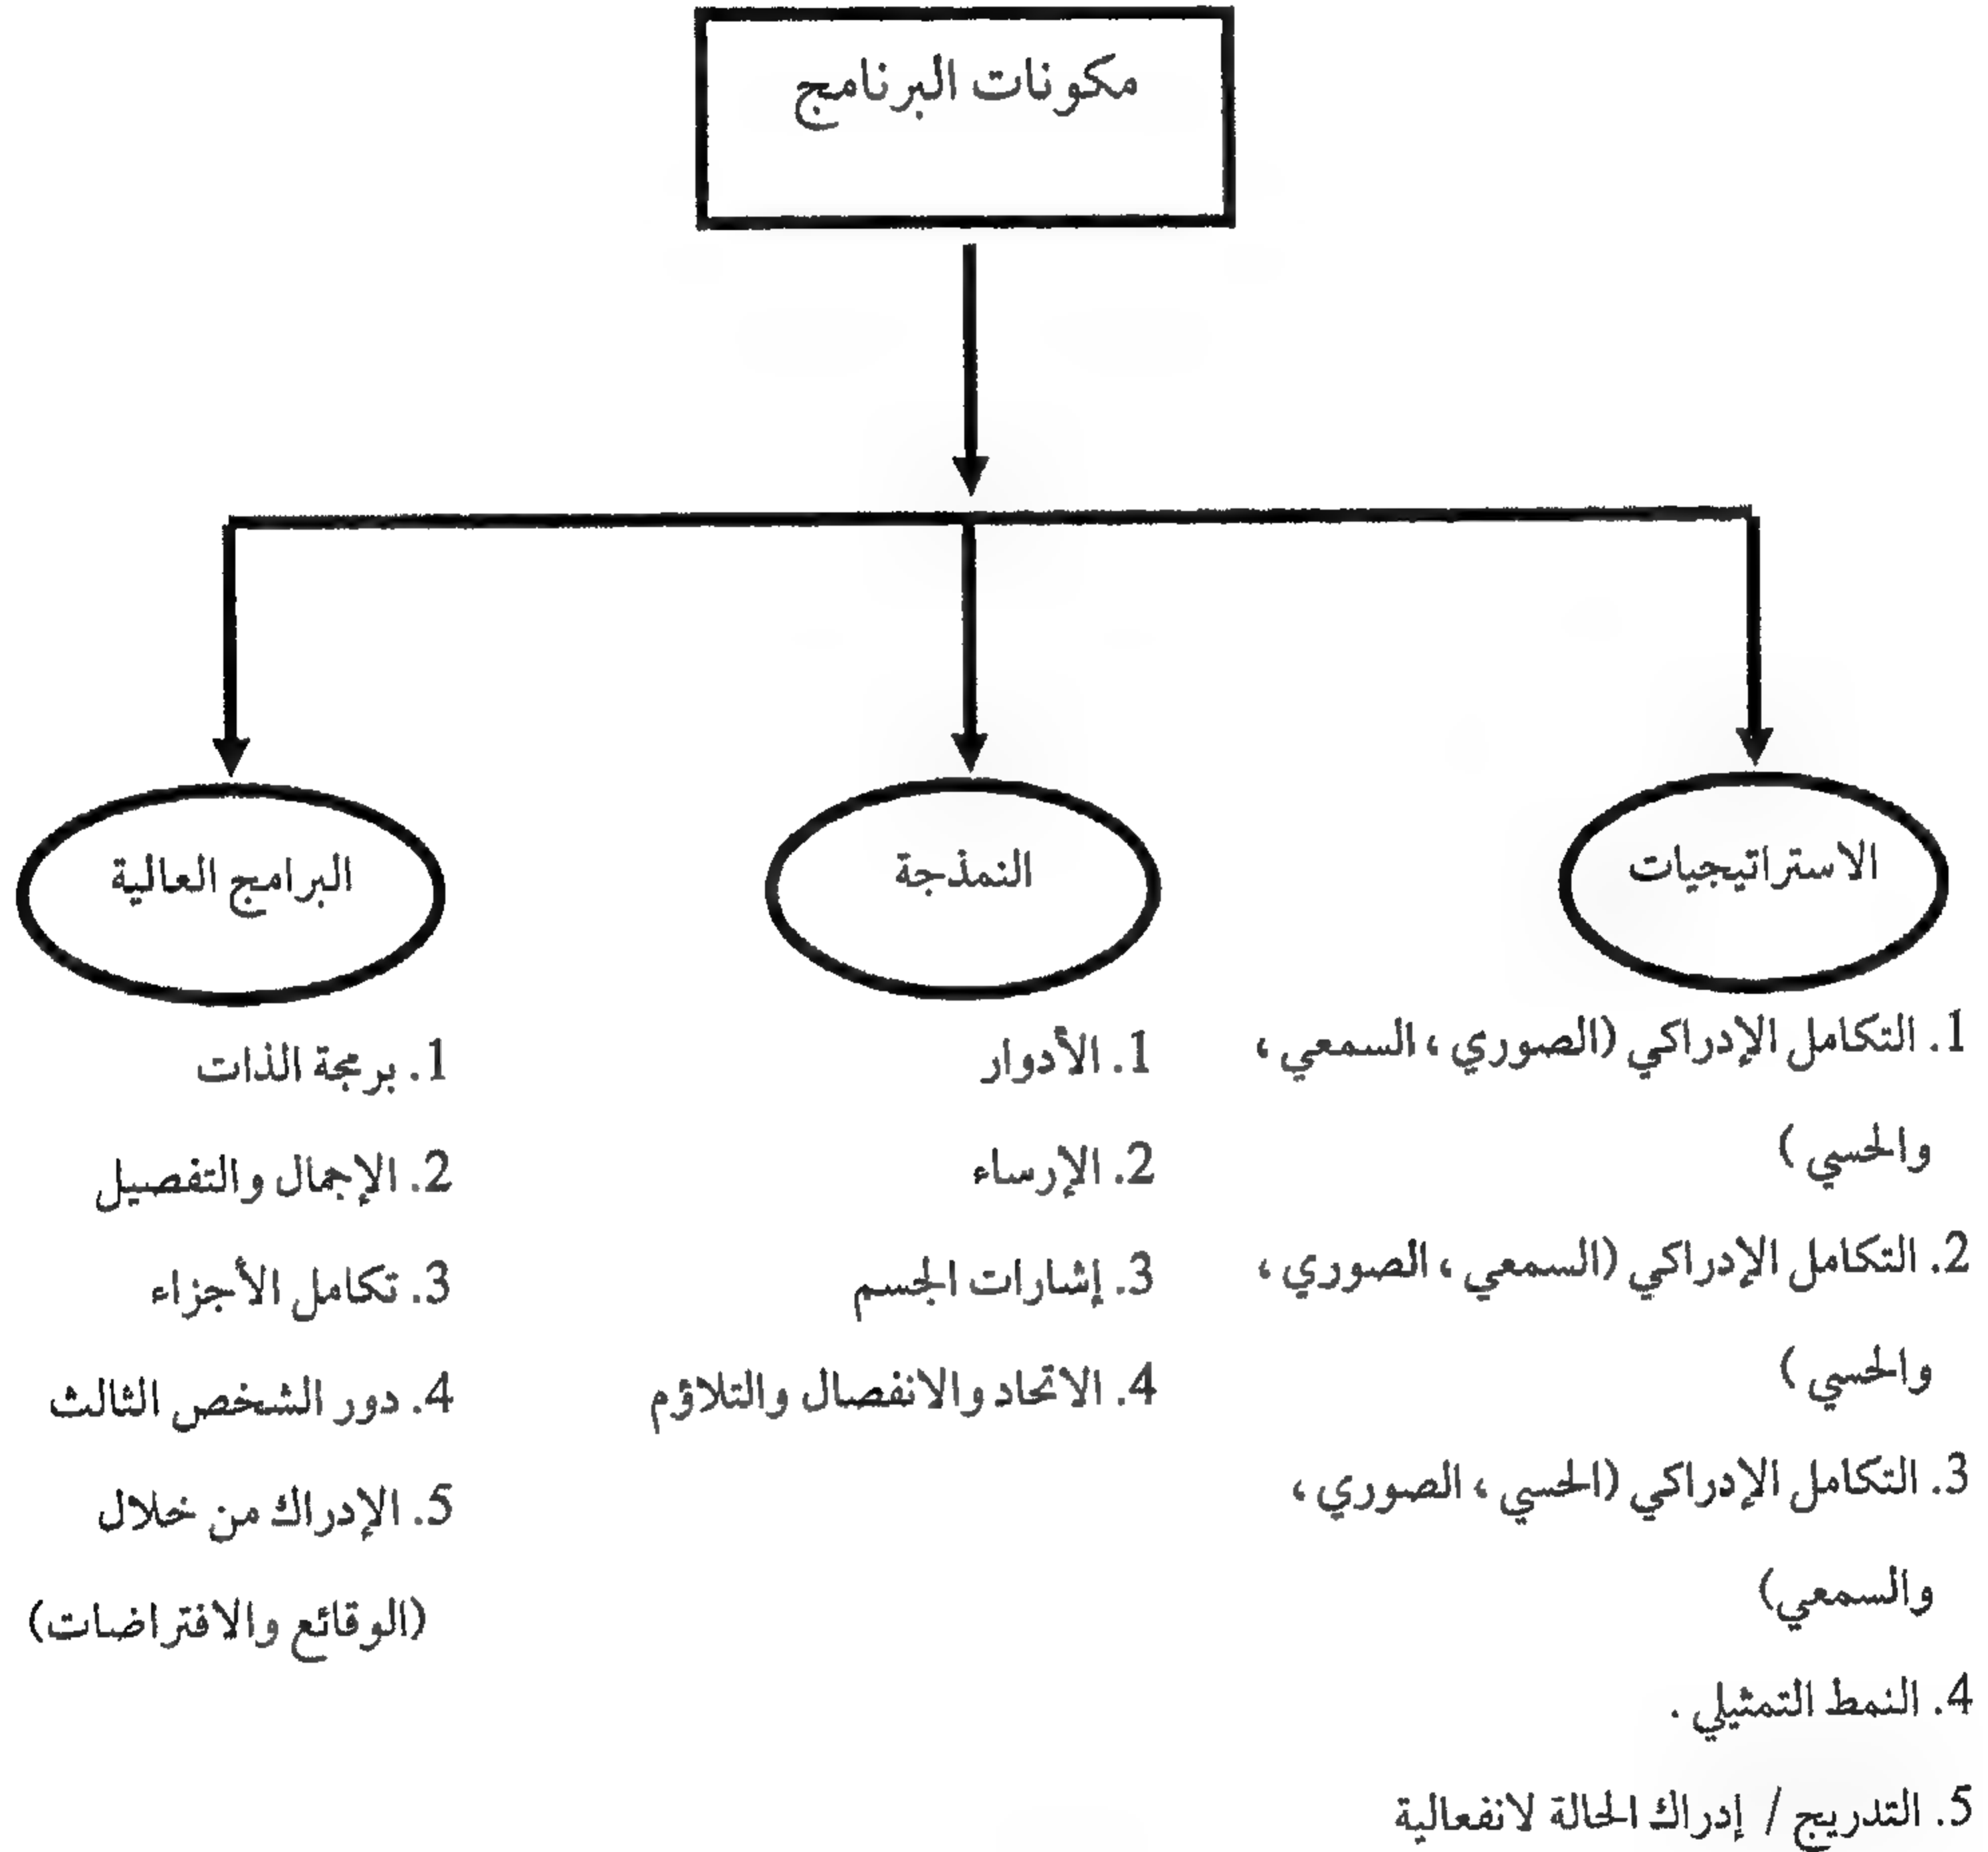 مكونات البرنامج
الاستراتيجيات
1. التكامل الإدراكي (الصوري ، السمعي ،
والحسي )
2. التكامل الإدراكي (السمعي ، الصوري ،
والحسي )
3. التكامل الإدراكي (الحسي ، الصوري ،
والسمعي)
4. النمط التمثيلي .
5. التدريج / إدراك الحالة لانفعالية
النمذجة
1. الأدوار
2. الإرساء
3. إشارات الجسم
4. الاتحاد والانفصال والتلاؤم
البرامج العالية
1. برمجة الذات
2. الإجمال والتفصيل
3. تكامل الأجزاء
4. دور الشخص الثالث
5. الإدراك من خلال
(الوقائع والافتراضات)